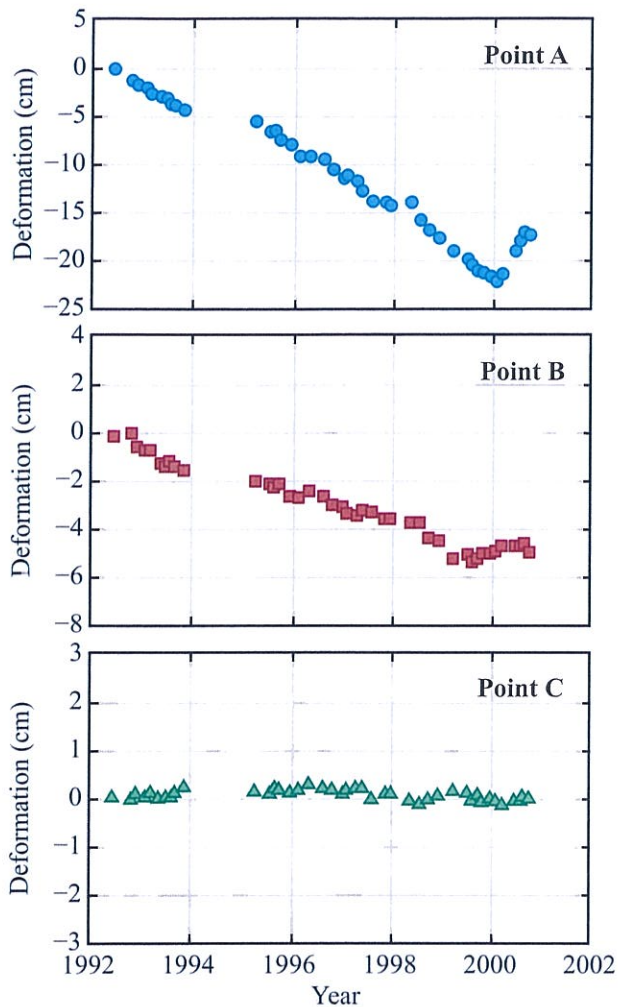 Point A
Deformation (cm)
5
0
−5
−10
−15
−20
−25
Point B
Deformation (cm)
4
2
0
−2
−4
−6
−8
Point C
Deformation (cm)
3
2
1
0
−1
−2
−3
1992 1994 1996 1998 2000 2002
Year